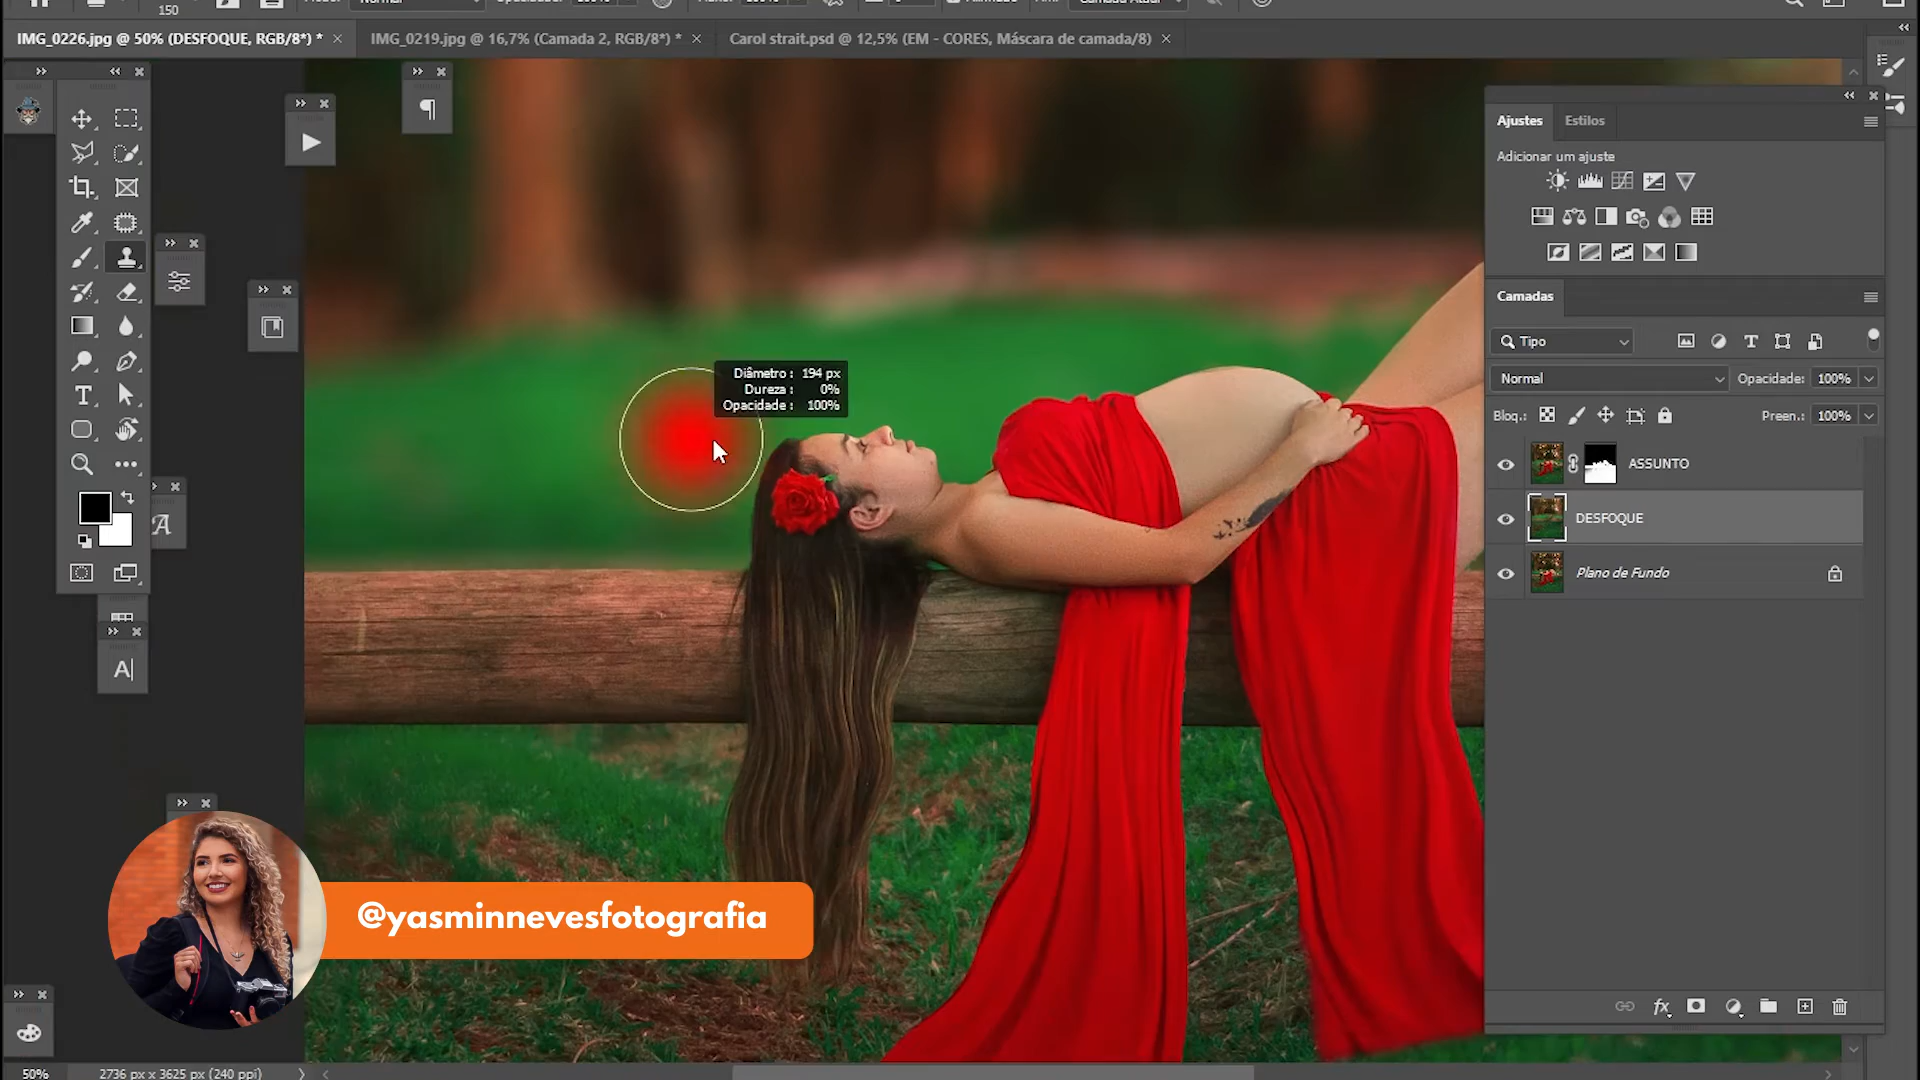 150
IMG_0226.jpg @ 50% (DESFOQUE, RGB/8*) *
IMG_0219.jpg @ 16,7% (Camada 2, RGB/8*) *
Carol strait.psd @ 12,5% (EM - CORES, Máscara de camada/8)
Diâmetro : 194 px
Dureza : 0%
Opacidade : 100%
Ajustes
Estilos
Adicionar um ajuste
Camadas
Tipo
Normal
Opacidade: 100%
Bloq.:
Preen.: 100%
ASSUNTO
DESFOQUE
Plano de Fundo
@yasminnevesfotografia
50%
2736 px x 3625 px (240 ppi)